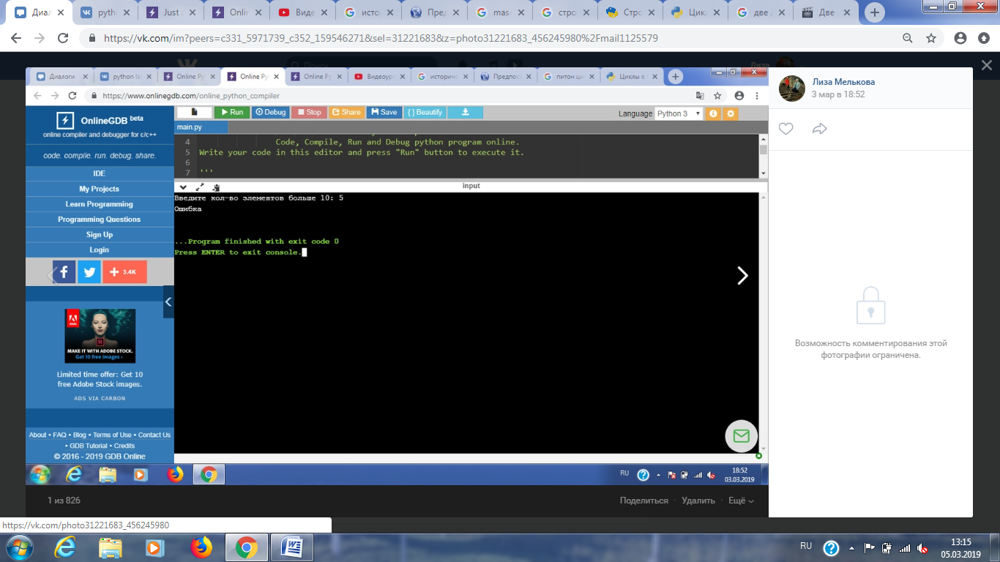 Диал
pyth
Just
Onlin
Виде
исто
Пред
mass
стро
Стро
Цикл
две д
Две
https://vk.com/im?peers=c331_5971739_c352_159546271&sel=31221683&z=photo31221683_456245980%2Fmail1125579
Поиск
Лиза
Диалоги
python la
Online Py
Online Py
Online Py
Видеоуро
историче
Предпос
питон ци
Циклы в
https://www.onlinegdb.com/online_python_compiler
OnlineGDB beta
online compiler and debugger for c/c++
code. compile. run. debug. share.
IDE
My Projects
Learn Programming
Programming Questions
Sign Up
Login
3.4K
MAKE IT WITH ADOBE STOCK.
Get 10 free images ›
Limited time offer: Get 10
free Adobe Stock images.
ADS VIA CARBON
About • FAQ • Blog • Terms of Use • Contact Us
• GDB Tutorial • Credits
© 2016 - 2019 GDB Online
Run Debug Stop Share Save { } Beautify
Language Python 3
main.py
4 Code, Compile, Run and Debug python program online.
5 Write your code in this editor and press "Run" button to execute it.
6
7 '''
input
Введите кол-во элементов больше 10: 5
Ошибка
...Program finished with exit code 0
Press ENTER to exit console.
RU
18:52
03.03.2019
1 из 826
Поделиться · Удалить · Ещё
Лиза Мелькова
3 мар в 18:52
Возможность комментирования этой
фотографии ограничена.
https://vk.com/photo31221683_456245980
RU
13:15
05.03.2019